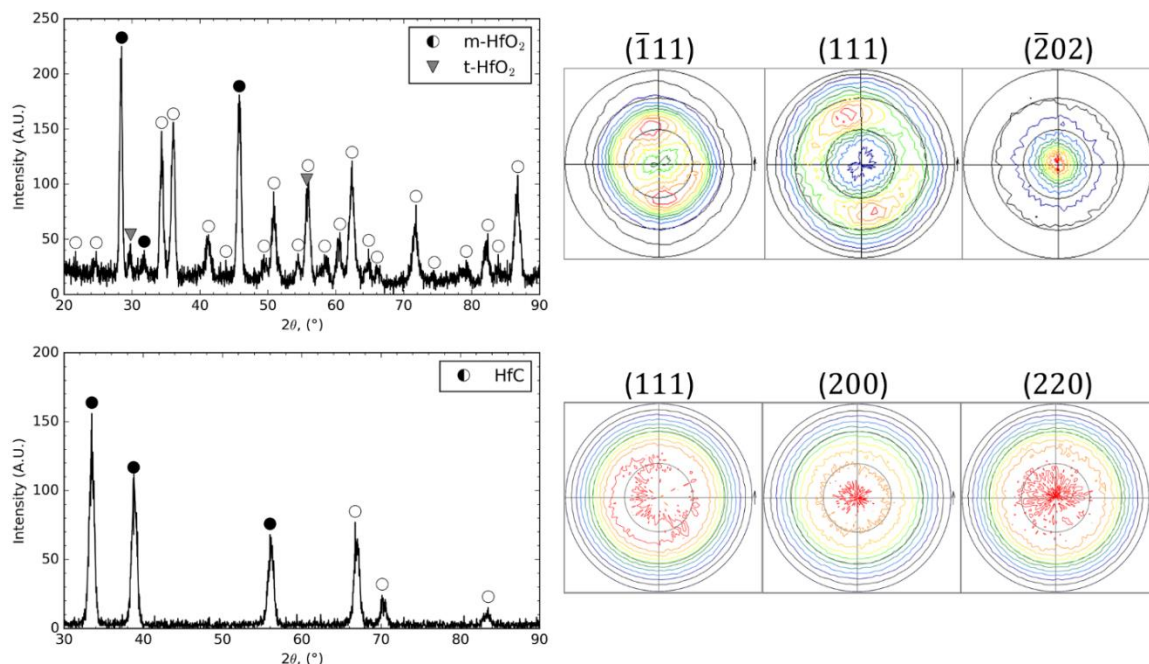 250
200
150
100
50
0
Intensity (A.U.)
m-HfO₂
t-HfO₂
20 30 40 50 60 70 80 90
2θ, (°)
(1̅11) (111) (2̅02)
200
150
100
50
0
Intensity (A.U.)
HfC
30 40 50 60 70 80 90
2θ, (°)
(111) (200) (220)